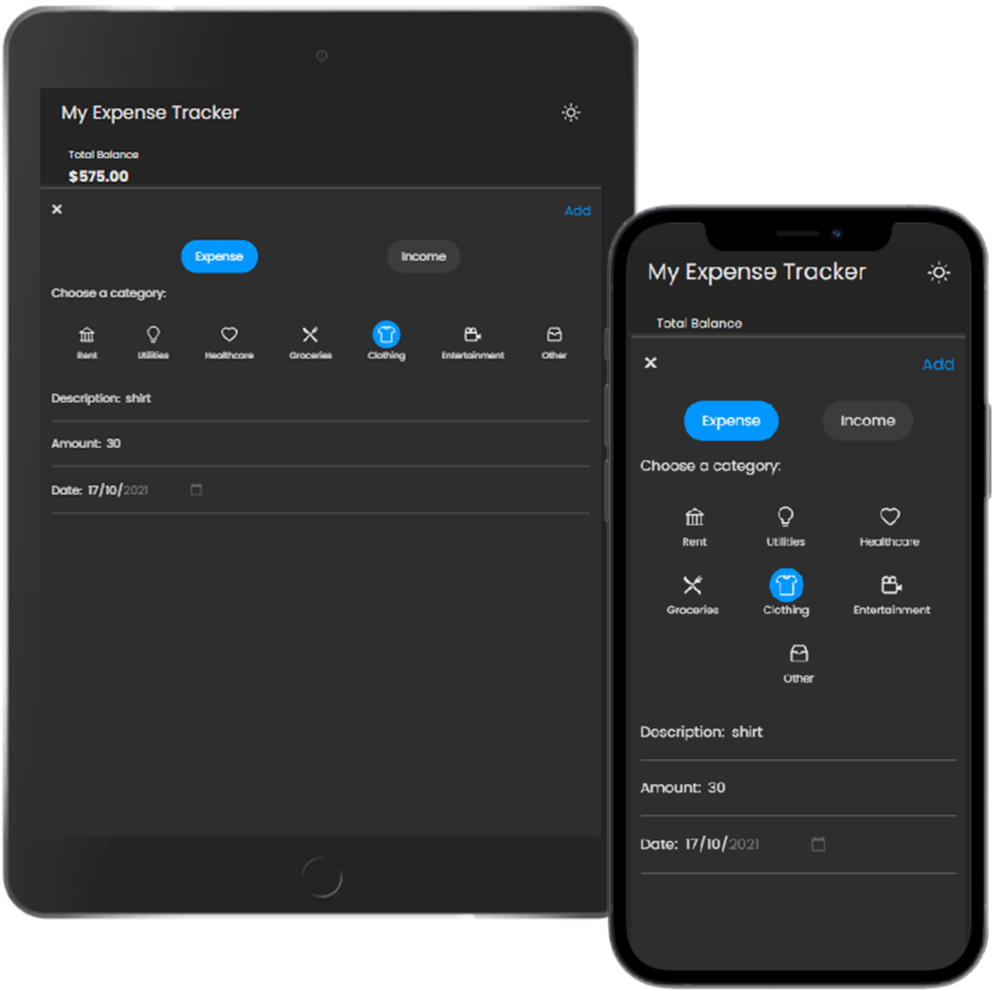 My Expense Tracker
Total Balance
$575.00
× Add
Expense Income
Choose a category:
Rent Utilities Healthcare Groceries Clothing Entertainment Other
Description: shirt
Amount: 30
Date: 17/10/2021
My Expense Tracker
Total Balance
× Add
Expense Income
Choose a category:
Rent Utilities Healthcare
Groceries Clothing Entertainment
Other
Description: shirt
Amount: 30
Date: 17/10/2021